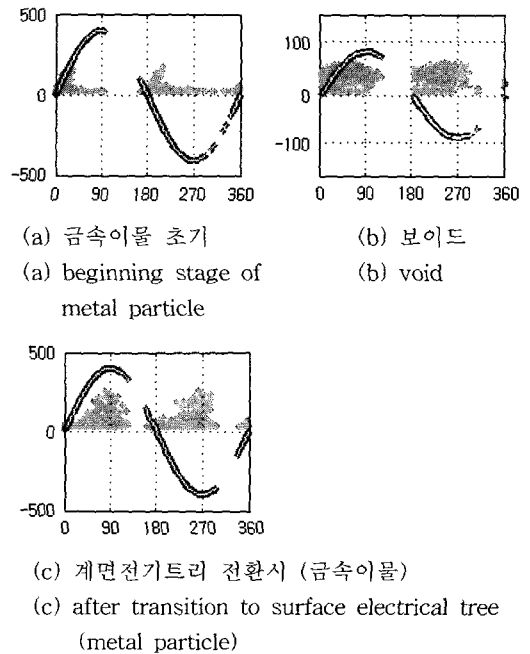 500
0
-500
0 90 180 270 360
100
0
-100
0 90 180 270 360
(a) 금속이물 초기
(a) beginning stage of
metal particle
(b) 보이드
(b) void
500
0
-500
0 90 180 270 360
(c) 계면전기트리 전환시 (금속이물)
(c) after transition to surface electrical tree
(metal particle)